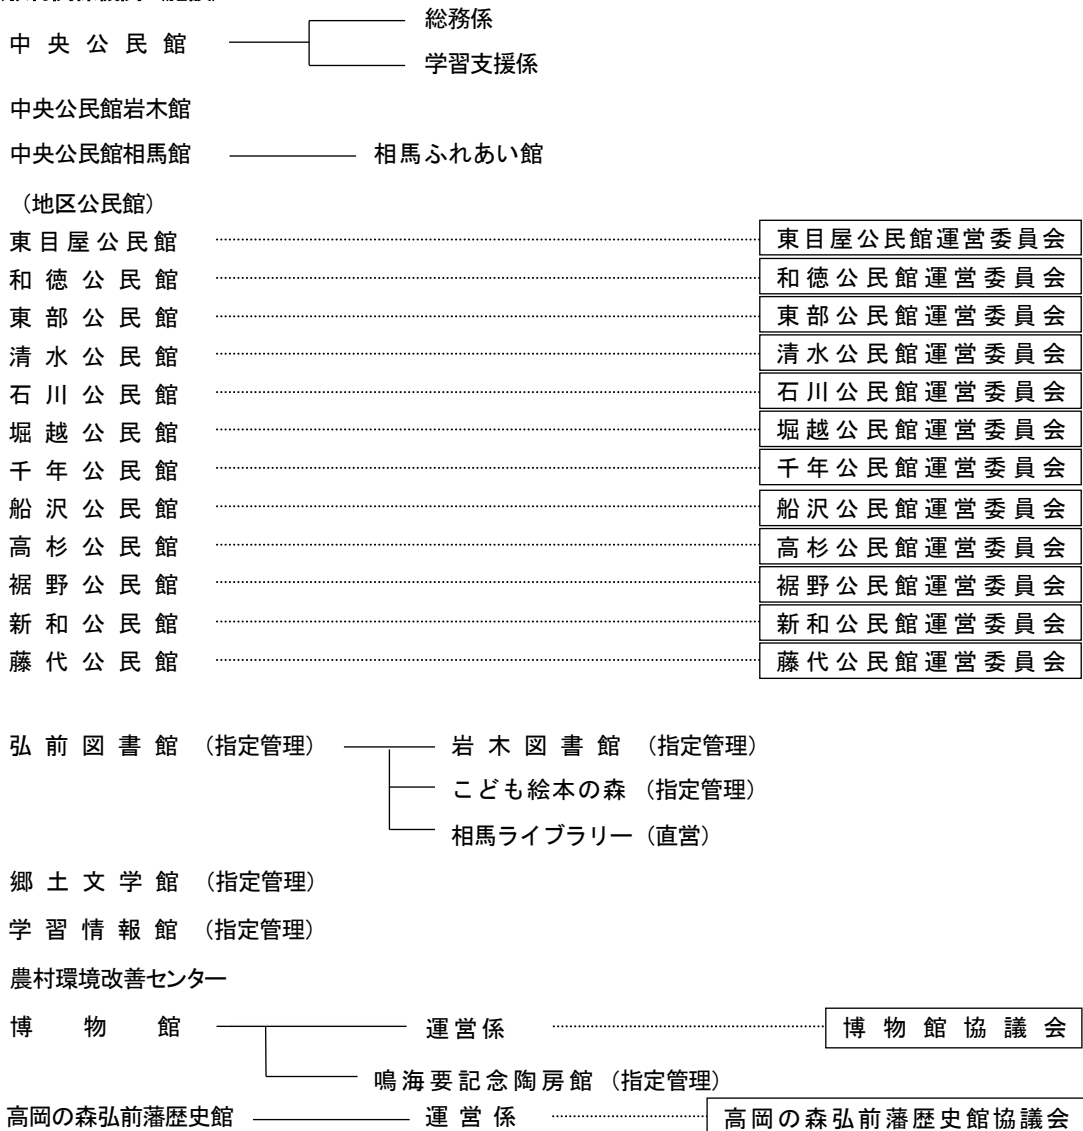 総務係
中央公民館
学習支援係
中央公民館岩木館
中央公民館相馬館 相馬ふれあい館
（地区公民館）
東目屋公民館 東目屋公民館運営委員会
和徳公民館 和徳公民館運営委員会
東部公民館 東部公民館運営委員会
清水公民館 清水公民館運営委員会
石川公民館 石川公民館運営委員会
堀越公民館 堀越公民館運営委員会
千年公民館 千年公民館運営委員会
船沢公民館 船沢公民館運営委員会
高杉公民館 高杉公民館運営委員会
裾野公民館 裾野公民館運営委員会
新和公民館 新和公民館運営委員会
藤代公民館 藤代公民館運営委員会
弘前図書館（指定管理） 岩木図書館（指定管理）
こども絵本の森（指定管理）
相馬ライブラリー（直営）
郷土文学館（指定管理）
学習情報館（指定管理）
農村環境改善センター
博物館 運営係 博物館協議会
鳴海要記念陶房館（指定管理）
高岡の森弘前藩歴史館 運営係 高岡の森弘前藩歴史館協議会